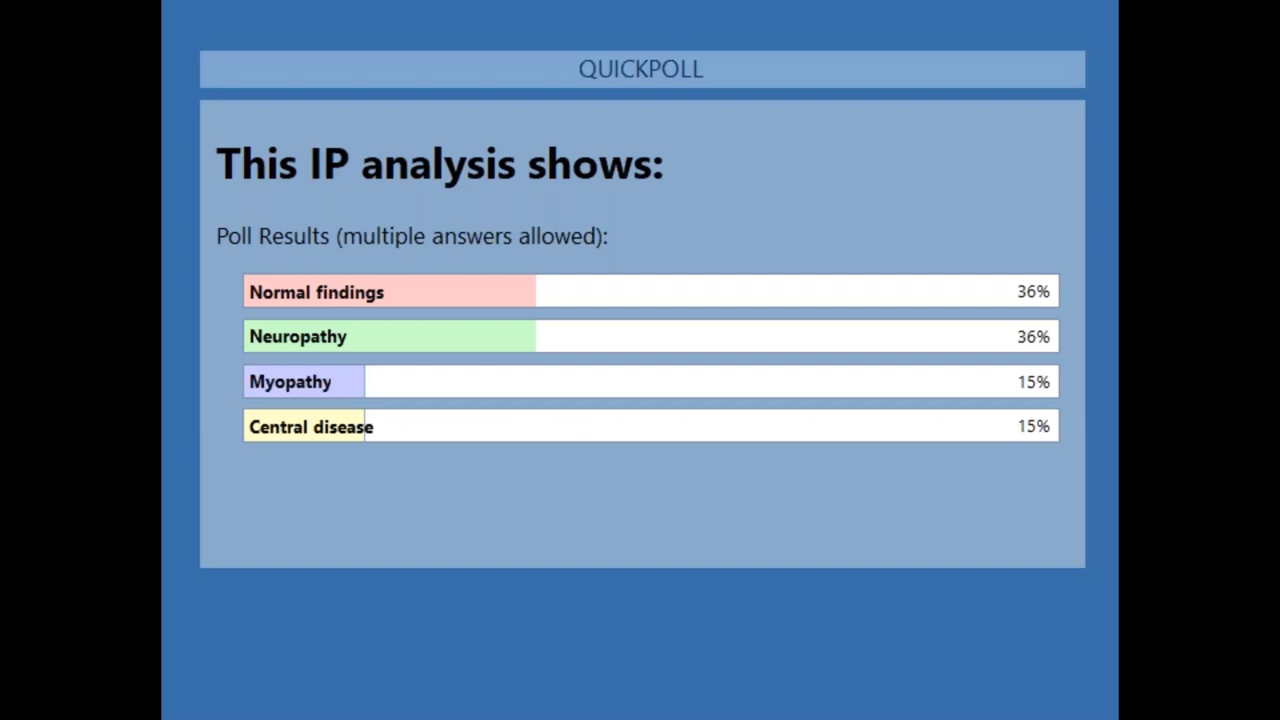 QUICKPOLL
This IP analysis shows:
Poll Results (multiple answers allowed):
Normal findings 36%
Neuropathy 36%
Myopathy 15%
Central disease 15%